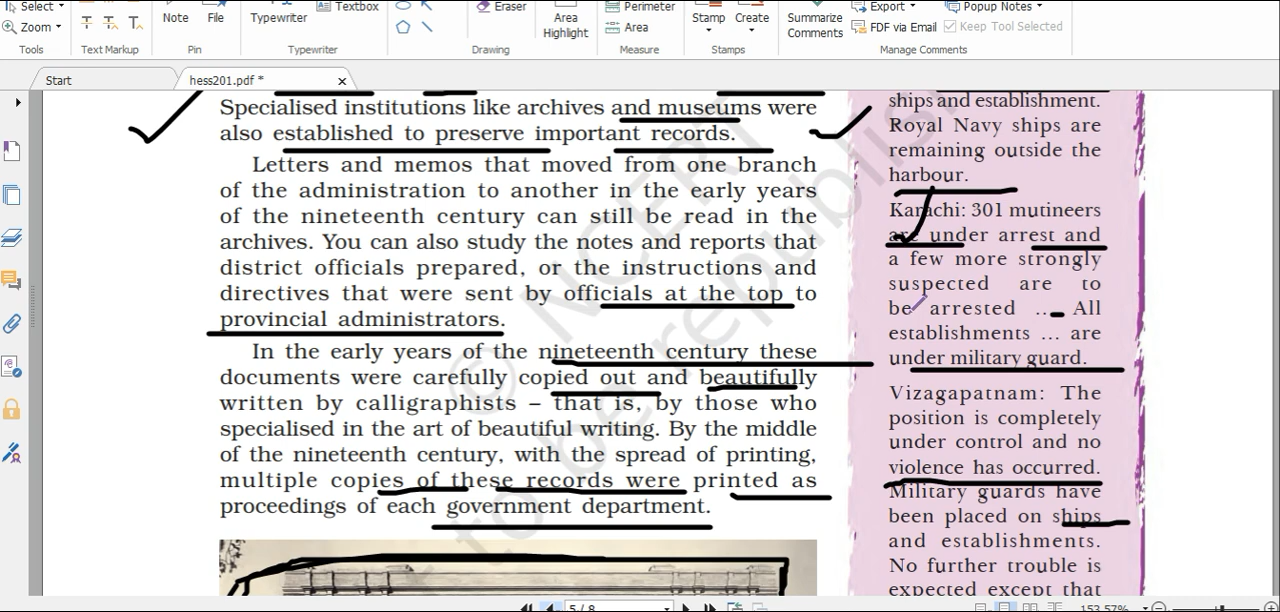 Select
Zoom
Tools
Text Markup
Note
File
Pin
Typewriter
Textbox
Typewriter
Eraser
Drawing
Area
Highlight
Perimeter
Area
Measure
Stamp
Create
Stamps
Summarize
Comments
Export
FDF via Email
Popup Notes
Keep Tool Selected
Manage Comments
Start
hess201.pdf *
Specialised institutions like archives and museums were
also established to preserve important records.
Letters and memos that moved from one branch
of the administration to another in the early years
of the nineteenth century can still be read in the
archives. You can also study the notes and reports that
district officials prepared, or the instructions and
directives that were sent by officials at the top to
provincial administrators.
In the early years of the nineteenth century these
documents were carefully copied out and beautifully
written by calligraphists – that is, by those who
specialised in the art of beautiful writing. By the middle
of the nineteenth century, with the spread of printing,
multiple copies of these records were printed as
proceedings of each government department.
ships and establishment.
Royal Navy ships are
remaining outside the
harbour.
Karachi: 301 mutineers
are under arrest and
a few more strongly
suspected are to
be arrested ... All
establishments ... are
under military guard.
Vizagapatnam: The
position is completely
under control and no
violence has occurred.
Military guards have
been placed on ships
and establishments.
No further trouble is
expected except that
© NCERT
to be republish
5 / 8
153.57%